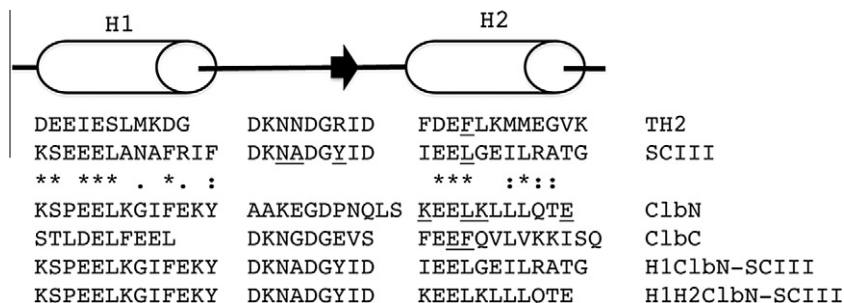 H1 H2
DEEIESLMKDG DKNNDGRID FDEFLKMMEGVK TH2
KSEEELANAFRIF DKNADGYID IEELGEILRATG SCIII
** *** . *. : *** :*::
KSPEELKGIFEKY AAKEGDPNQLS KEELKLLLQTE ClbN
STLDELFEEL DKNGDGEVS FEEFQVLVKKISQ ClbC
KSPEELKGIFEKY DKNADGYID IEELGEILRATG H1ClbN-SCIII
KSPEELKGIFEKY DKNADGYID KEELKLLLQTE H1H2ClbN-SCIII